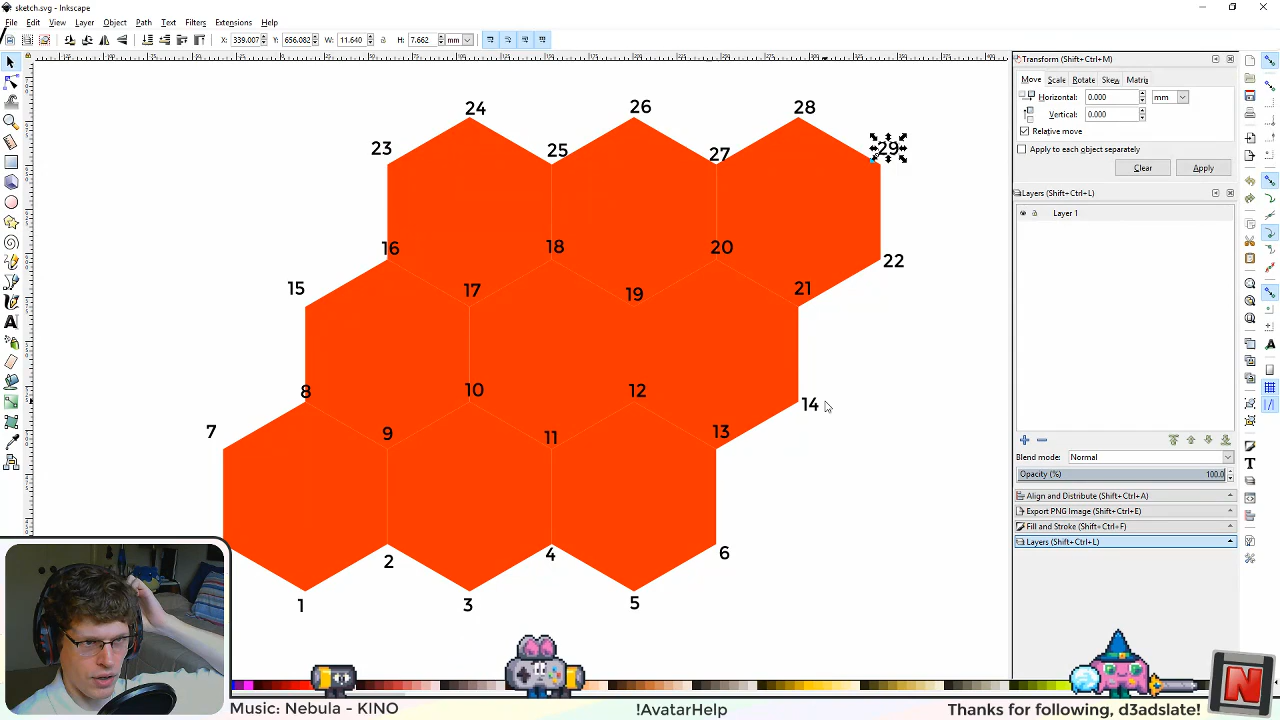 sketch.svg - Inkscape
File Edit View Layer Object Path Text Filters Extensions Help
X: 339.007 Y: 656.082 W: 11.640 H: 7.662 mm
Transform (Shift+Ctrl+M)
Move Scale Rotate Skew Matrix
Horizontal: 0.000 mm
Vertical: 0.000
Relative move
Apply to each object separately
Clear Apply
Layers (Shift+Ctrl+L)
Layer 1
Blend mode: Normal
Opacity (%) 100.0
Align and Distribute (Shift+Ctrl+A)
Export PNG Image (Shift+Ctrl+E)
Fill and Stroke (Shift+Ctrl+F)
Layers (Shift+Ctrl+L)
24 26 28
23 25 27 29
16 18 20 22
15 17 19 21
8 10 12 14
7 9 11 13
2 4 6
1 3 5
Music: Nebula - KINO !AvatarHelp Thanks for following, d3adslate!
N